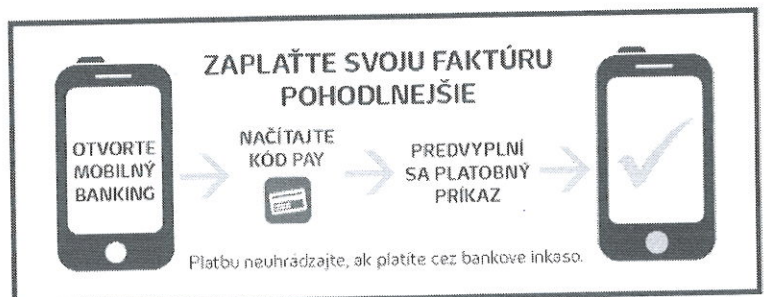 ZAPLAŤTE SVOJU FAKTÚRU
POHODLNEJŠIE
OTVORTE
MOBILNÝ
BANKING
NAČÍTAJTE
KÓD PAY
PREDVYPLNÍ
SA PLATOBNÝ
PRÍKAZ
Platbu neuhrádzajte, ak platíte cez bankove inkaso.